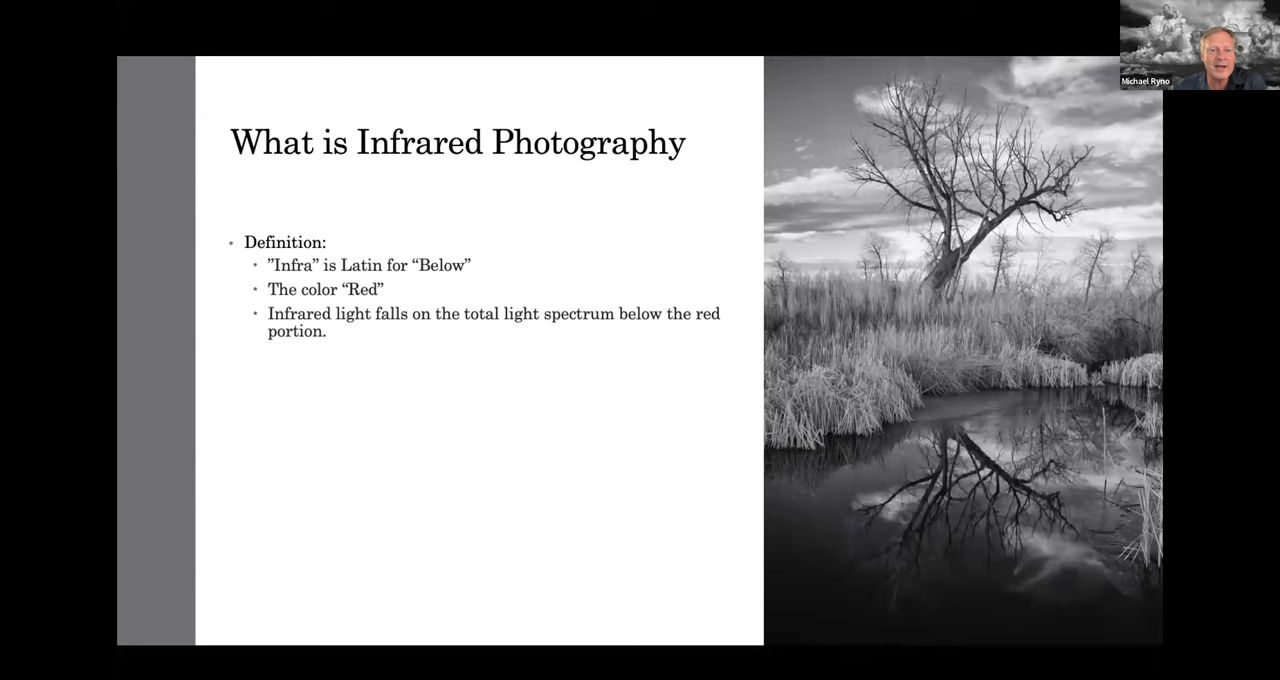 Michael Ryno
What is Infrared Photography
• Definition:
• ”Infra” is Latin for “Below”
• The color “Red”
• Infrared light falls on the total light spectrum below the red
portion.